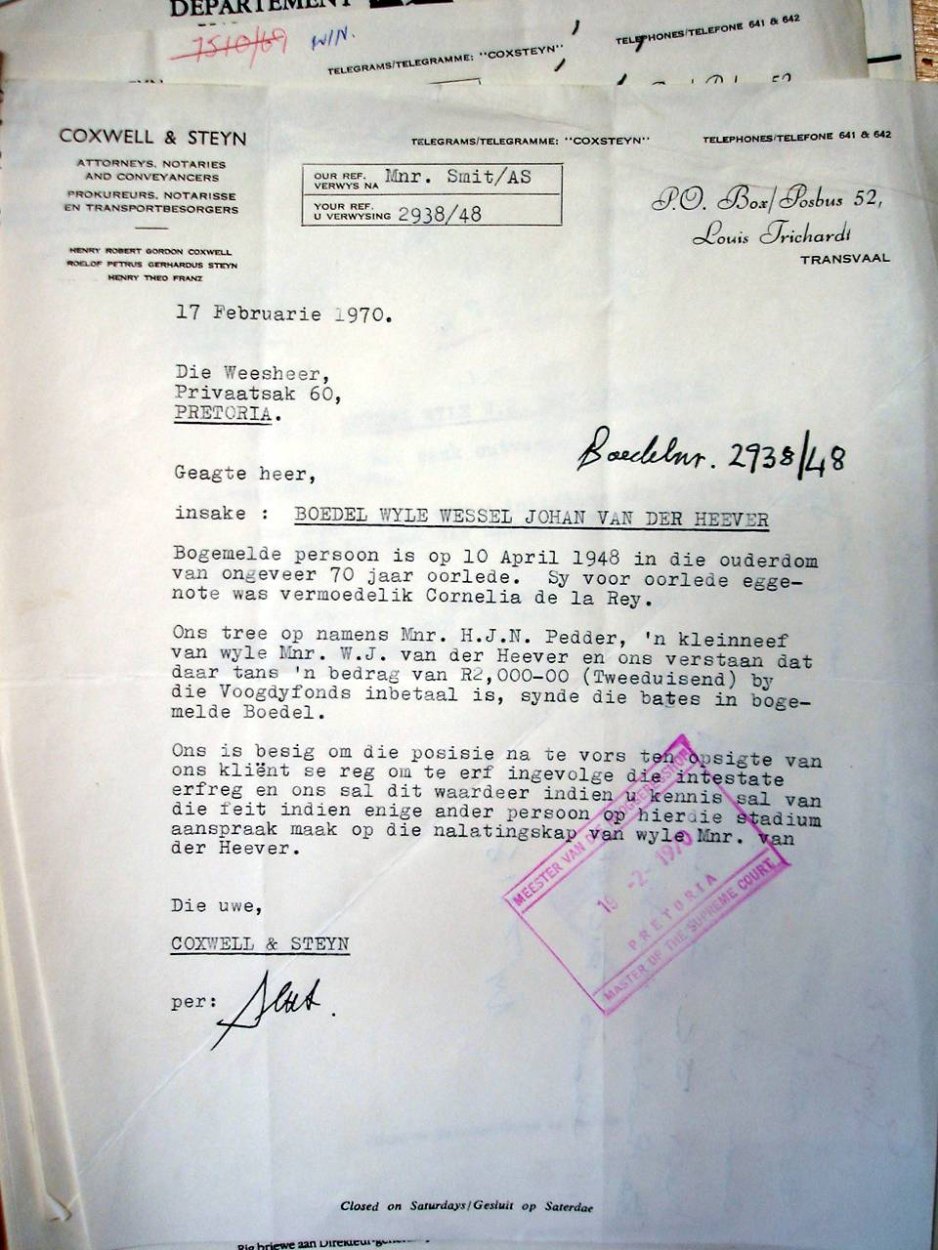 DEPARTEMENT
7510/69 W/N.
TELEPHONES/TELEFONE 641 & 642
TELEGRAMS/TELEGRAMME: "COXSTEYN"
COXWELL & STEYN
ATTORNEYS, NOTARIES
AND CONVEYANCERS
PROKUREURS, NOTARISSE
EN TRANSPORTBESORGERS
HENRY ROBERT GORDON COXWELL
ROELOF PETRUS GERHARDUS STEYN
HENRY THEO FRANZ
TELEGRAMS/TELEGRAMME: "COXSTEYN"
TELEPHONES/TELEFONE 641 & 642
OUR REF. Mnr. Smit/AS
VERWYS NA
YOUR REF.
U VERWYSING 2938/48
P.O. Box/Posbus 52,
Louis Trichardt
TRANSVAAL
17 Februarie 1970.
Die Weesheer,
Privaatsak 60,
PRETORIA.
Boedelnr. 2938/48
Geagte heer,
insake : BOEDEL WYLE WESSEL JOHAN VAN DER HEEVER
Bogemelde persoon is op 10 April 1948 in die ouderdom
van ongeveer 70 jaar oorlede. Sy voor oorlede egge-
note was vermoedelik Cornelia de la Rey.
Ons tree op namens Mnr. H.J.N. Pedder, 'n kleinneef
van wyle Mnr. W.J. van der Heever en ons verstaan dat
daar tans 'n bedrag van R2,000-00 (Tweeduisend) by
die Voogdyfonds inbetaal is, synde die bates in boge-
melde Boedel.
Ons is besig om die posisie na te vors ten opsigte van
ons kliënt se reg om te erf ingevolge die intestate
erfreg en ons sal dit waardeer indien u kennis sal van
die feit indien enige ander persoon op hierdie stadium
aanspraak maak op die nalatingskap van wyle Mnr. van
der Heever.
MEESTER VAN DIE HOOGGEREGSHOF
-2- 1970
PRETORIA
MASTER OF THE SUPREME COURT
Die uwe,
COXWELL & STEYN
per:
Closed on Saturdays/Gesluit op Saterdae
Rig briewe aan Direkteur-